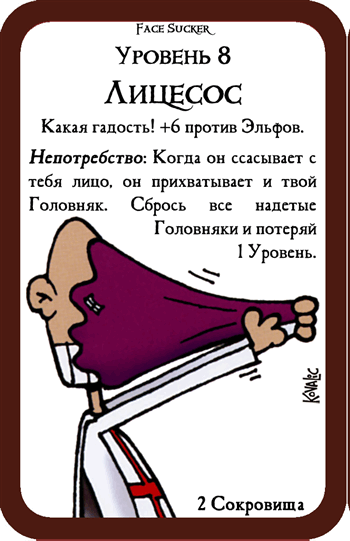 Face Sucker
Уровень 8
Лицесос
Какая гадость! +6 против Эльфов.
Непотребство: Когда он ссасывает с
тебя лицо, он прихватывает и твой
Головняк. Сбрось все надетые
Головняки и потеряй
1 Уровень.
Kovalic
2 Сокровища